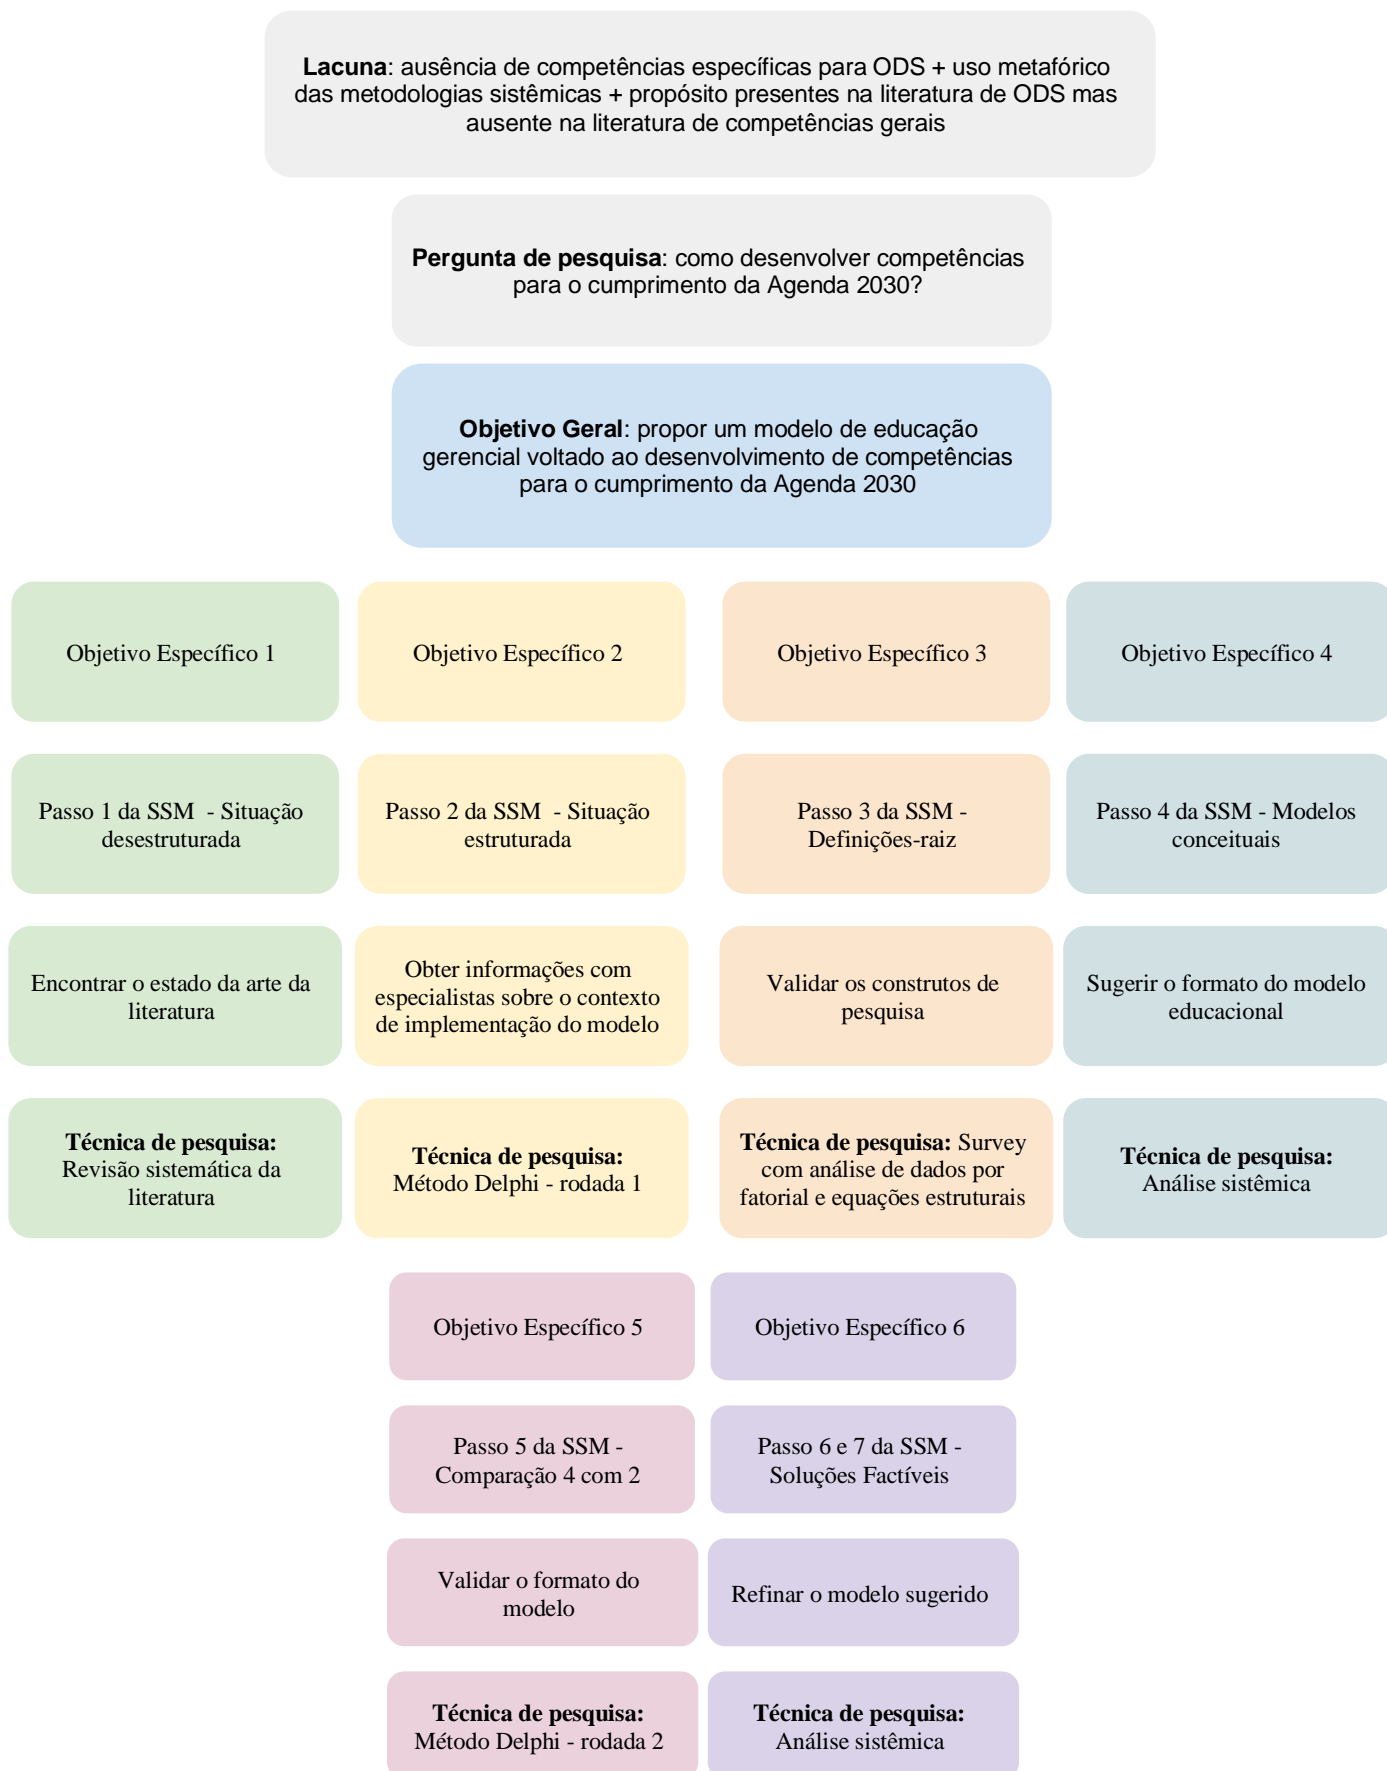 Lacuna: ausência de competências específicas para ODS + uso metafórico
das metodologias sistêmicas + propósito presentes na literatura de ODS mas
ausente na literatura de competências gerais
Pergunta de pesquisa: como desenvolver competências
para o cumprimento da Agenda 2030?
Objetivo Geral: propor um modelo de educação
gerencial voltado ao desenvolvimento de competências
para o cumprimento da Agenda 2030
Objetivo Específico 1
Objetivo Específico 2
Objetivo Específico 3
Objetivo Específico 4
Passo 1 da SSM - Situação
desestruturada
Passo 2 da SSM - Situação
estruturada
Passo 3 da SSM -
Definições-raiz
Passo 4 da SSM - Modelos
conceituais
Encontrar o estado da arte da
literatura
Obter informações com
especialistas sobre o contexto
de implementação do modelo
Validar os construtos de
pesquisa
Sugerir o formato do modelo
educacional
Técnica de pesquisa:
Revisão sistemática da
literatura
Técnica de pesquisa:
Método Delphi - rodada 1
Técnica de pesquisa: Survey
com análise de dados por
fatorial e equações estruturais
Técnica de pesquisa:
Análise sistêmica
Objetivo Específico 5
Objetivo Específico 6
Passo 5 da SSM -
Comparação 4 com 2
Passo 6 e 7 da SSM -
Soluções Factíveis
Validar o formato do
modelo
Refinar o modelo sugerido
Técnica de pesquisa:
Método Delphi - rodada 2
Técnica de pesquisa:
Análise sistêmica